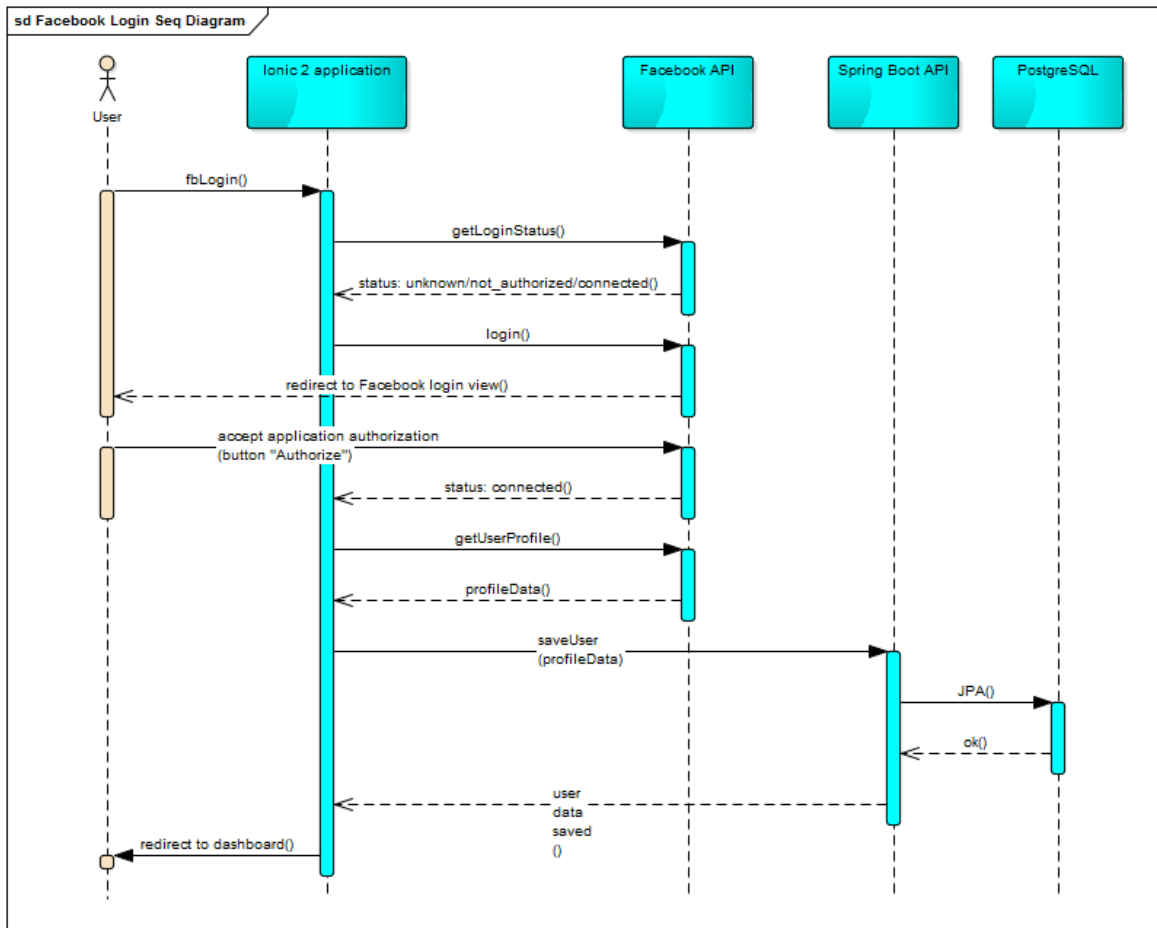 sd Facebook Login Seq Diagram
User
Ionic 2 application
Facebook API
Spring Boot API
PostgreSQL
fbLogin()
getLoginStatus()
status: unknown/not_authorized/connected()
login()
redirect to Facebook login view()
accept application authorization
(button "Authorize")
status: connected()
getUserProfile()
profileData()
saveUser
(profileData)
JPA()
ok()
user
data
saved
()
redirect to dashboard()